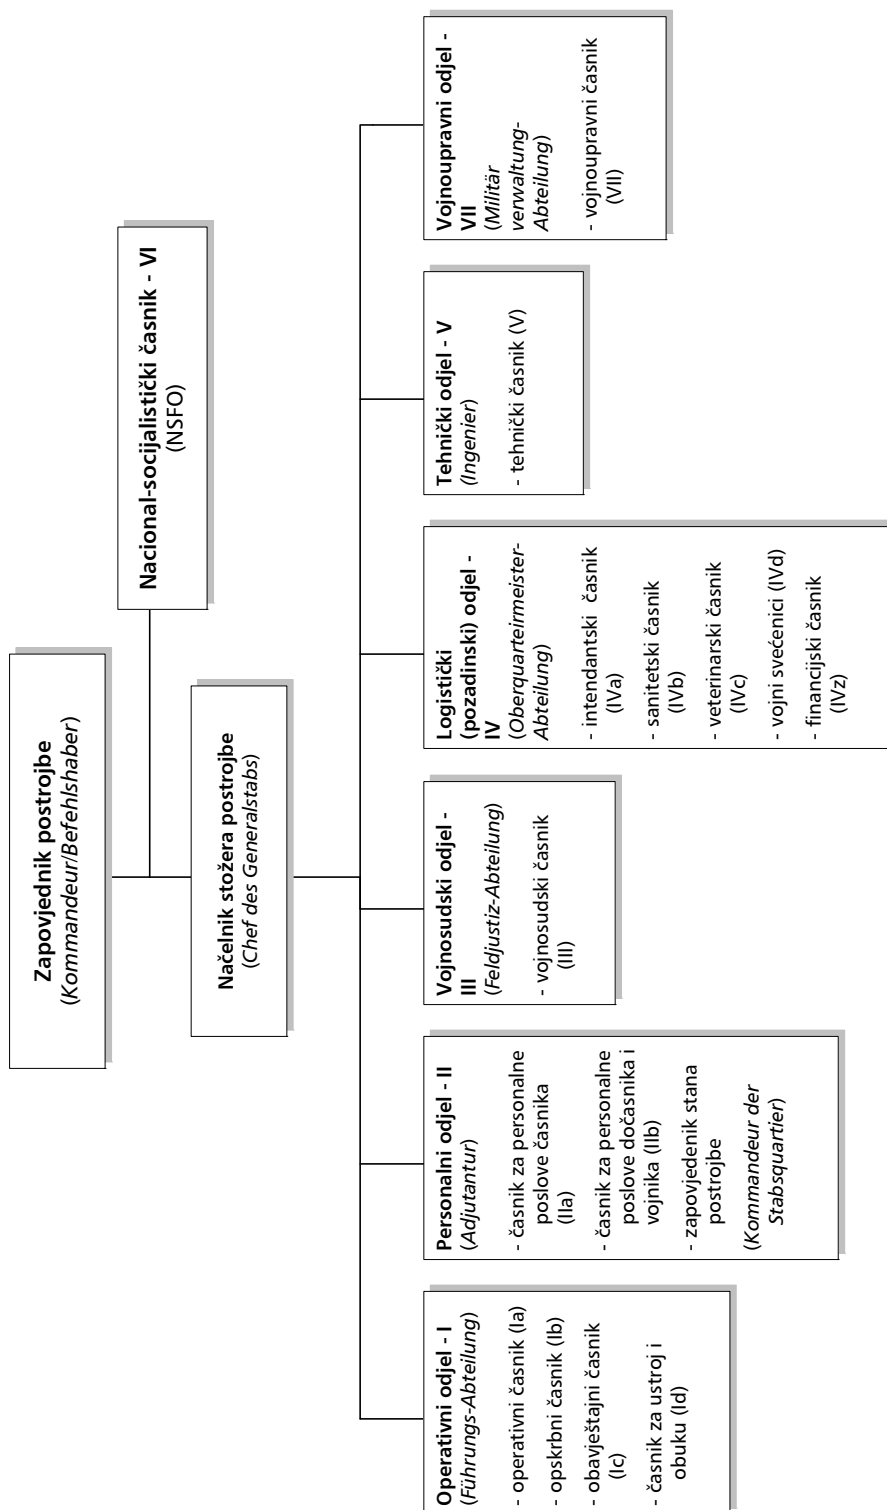 Zapovjednik postrojbe
(Kommandeur/Befehlshaber)
Nacional-socijalistički časnik - VI
(NSFO)
Načelnik stožera postrojbe
(Chef des Generalstabs)
Operativni odjel - I
(Führungs-Abteilung)
- operativni časnik (Ia)
- opskrbni časnik (Ib)
- obavještajni časnik
(Ic)
- časnik za ustroj i
obuku (Id)
Personalni odjel - II
(Adjutantur)
- časnik za personalne
poslove časnika
(IIa)
- časnik za personalne
poslove dočasnika i
vojnika (IIb)
- zapovjedenik stana
postrojbe
(Kommandeur der
Stabsquartier)
Vojnosudski odjel -
III
(Feldjustiz-Abteilung)
- vojnosudski časnik
(III)
Logistički
(pozadinski) odjel -
IV
(Oberquarteirmeister-
Abteilung)
- intendantski časnik
(IVa)
- sanitetski časnik
(IVb)
- veterinarski časnik
(IVc)
- vojni svećenici (IVd)
- financijski časnik
(IVz)
Tehnički odjel - V
(Ingenier)
- tehnički časnik (V)
Vojnoupravni odjel -
VII
(Militär
verwaltung-
Abteilung)
- vojnoupravni časnik
(VII)